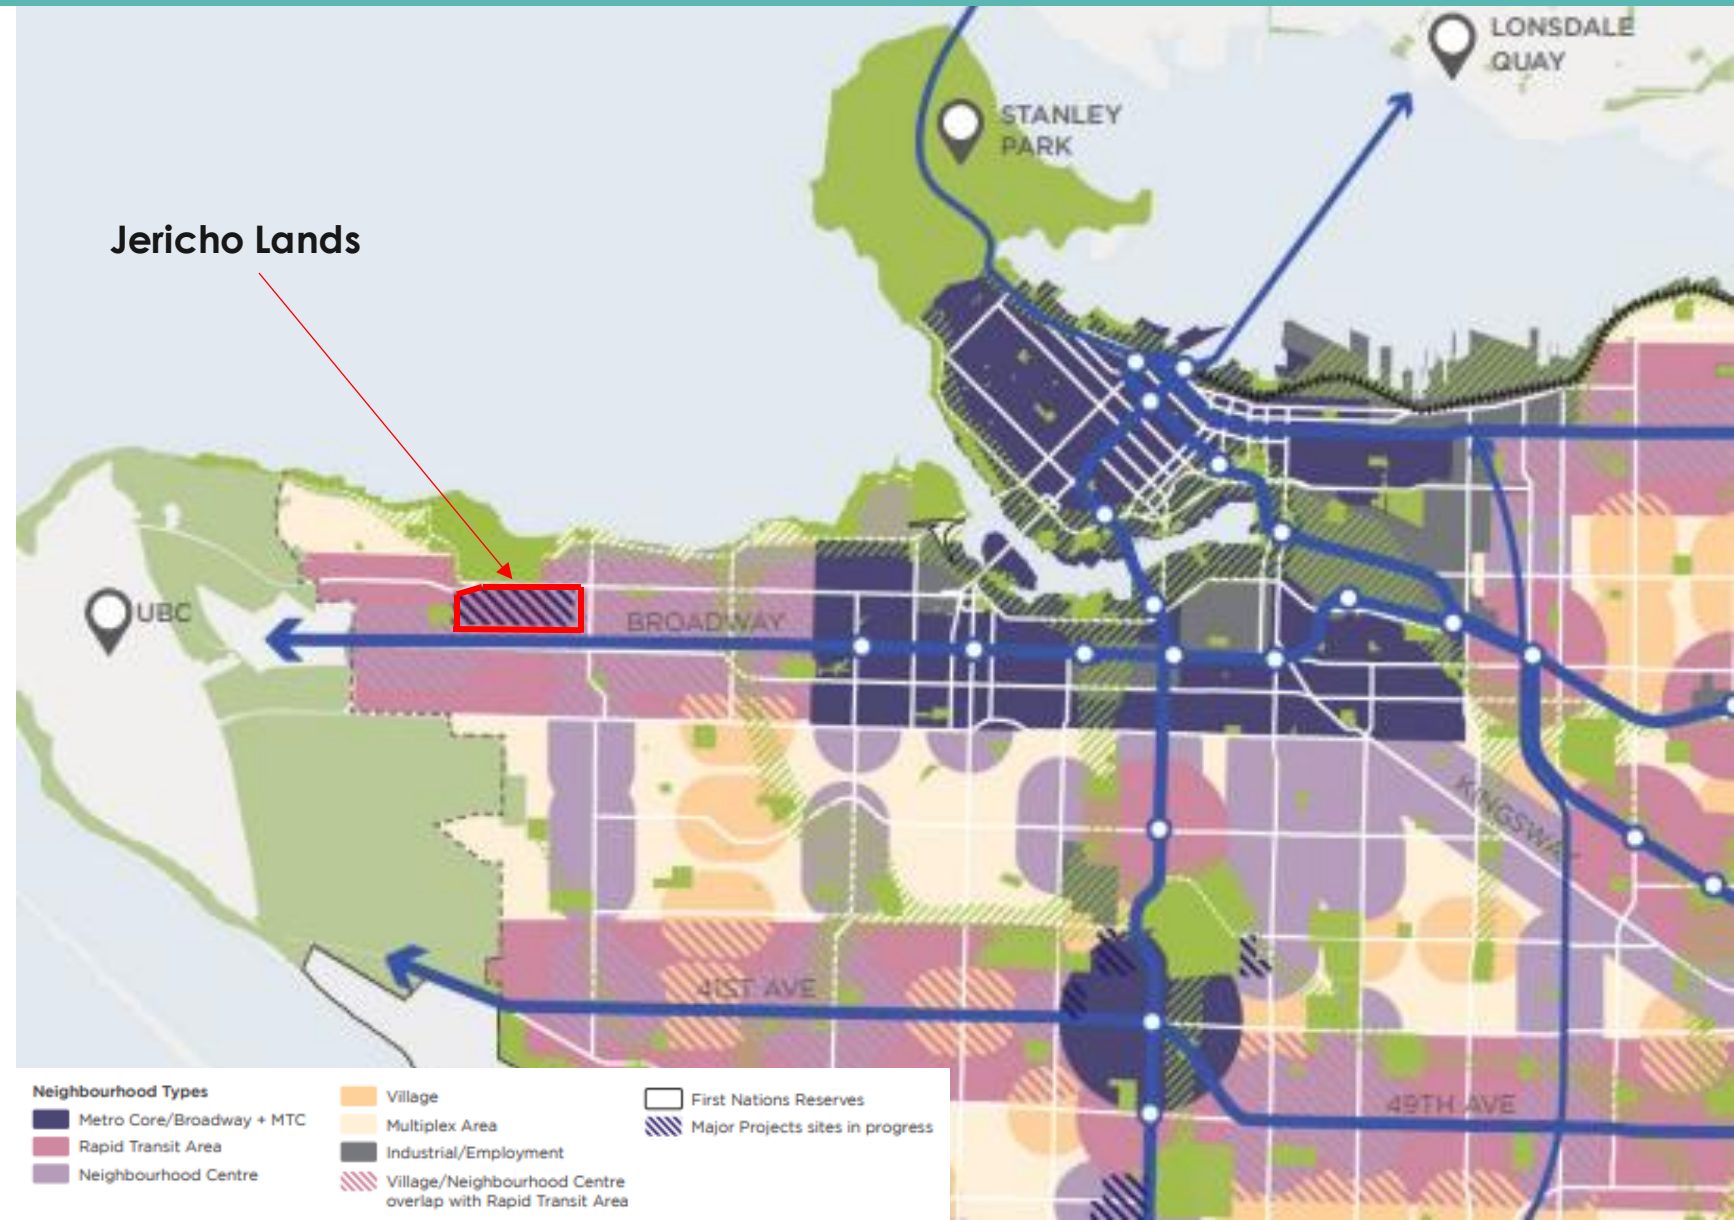 LONSDALE
QUAY
STANLEY
PARK
Jericho Lands
UBC
BROADWAY
KINGSWAY
41ST AVE
49TH AVE
Neighbourhood Types
Metro Core/Broadway + MTC
Rapid Transit Area
Neighbourhood Centre
Village
Multiplex Area
Industrial/Employment
Village/Neighbourhood Centre
overlap with Rapid Transit Area
First Nations Reserves
Major Projects sites in progress